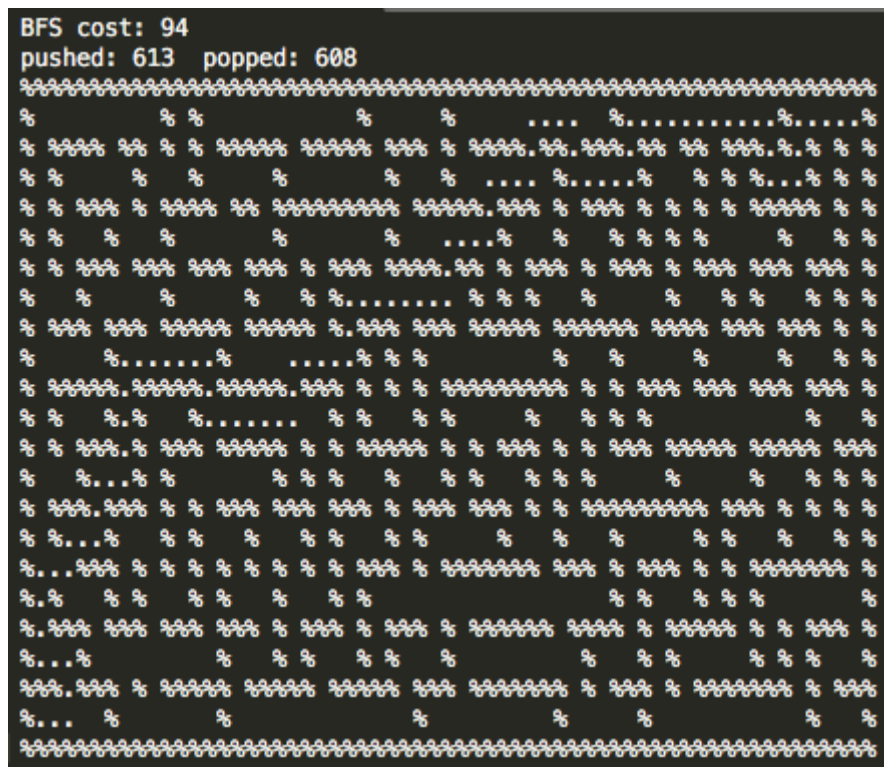 BFS cost: 94
pushed: 613  popped: 608
%%%%%%%%%%%%%%%%%%%%%%%%%%%%%%%%%%%%%%%%%%%%%%%%%%%%%%%%%%%%%
%         % %           %     %     ....  %...........%.....%
% %%%% %% % % %%%%% %%%%% %%% % %%%%.%%.%%%.%% %% %%%.%.% % %
% %     %   %     %       %   %  .... %.....%   % % %...% % %
% % %%% % %%%% %% %%%%%%%%% %%%%%.%%% % %%% % % % % %%%%% % %
% %   %   %       %       %   ....%   %   % % % %     %   % %
% % %%% %%% %%% %%% % %%% %%%%.%% % %%% % %%% % %%% %%% %%% %
%   %     %     %   % %........ % % %   %     %   % %   % % %
% %%% %%% %%%%% %%%%% %.%%% %%% %%%%% %%%%%% %%%% %%% %%% % %
%     %.......%    .....% % %         %   %     %     %   % %
% %%%%%.%%%%%.%%%%%.%%% % % % %%%%%%%%% % % %%% %%% %%% %%% %
% %   %.%   %.......  % %   % %     %   % % %           %   %
% % %%%.% %%% %%%%% % % %%%%% % % %%% % % %%% %%%%% %%%%% %%%
%   %...% %       % % %   %   % %   % % %     %     %   % % %
% %%%.%%% % % %%% %%% %%% % %%% %%% % % %%%%%%%%% %%% % % % %
% %...%   % %   %   % %   % %     %   %   %     % %   %   % %
%...%%% % % % % % % % % %%% % %%%%%%% %%% % %%% % % %%%%%%% %
%.%   % %   % %   %   % %                 % %   % % %       %
%.%%% %%% %%% %%% % %%% % %%% % %%%%%% %%%% % %%%%% % % %%% %
%...%         %   % %   % %   %         %   % %     % % %   %
%%%.%%% % %%%%% %%%%% %%%%% %%% %%%%%%% % %%% % %%%%%%% % %%%
%...  %       %             %         %     %           %   %
%%%%%%%%%%%%%%%%%%%%%%%%%%%%%%%%%%%%%%%%%%%%%%%%%%%%%%%%%%%%%